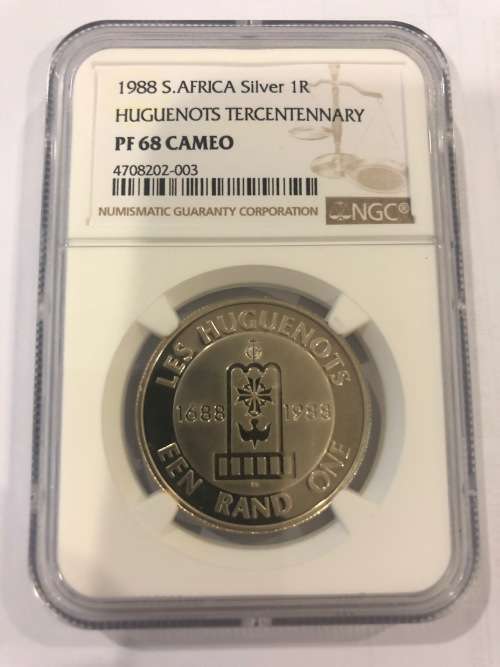 1988 S.AFRICA Silver 1R
HUGUENOTS TERCENTENNARY
PF 68 CAMEO
4708202-003
NUMISMATIC GUARANTY CORPORATION NGC®
LES HUGUENOTS
1688 1988
EEN RAND ONE